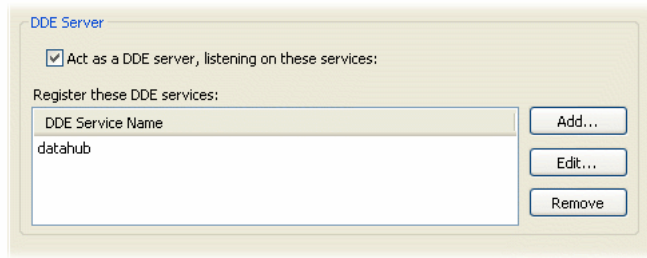 DDE Server
Act as a DDE server, listening on these services:
Register these DDE services:
DDE Service Name
datahub
Add...
Edit...
Remove